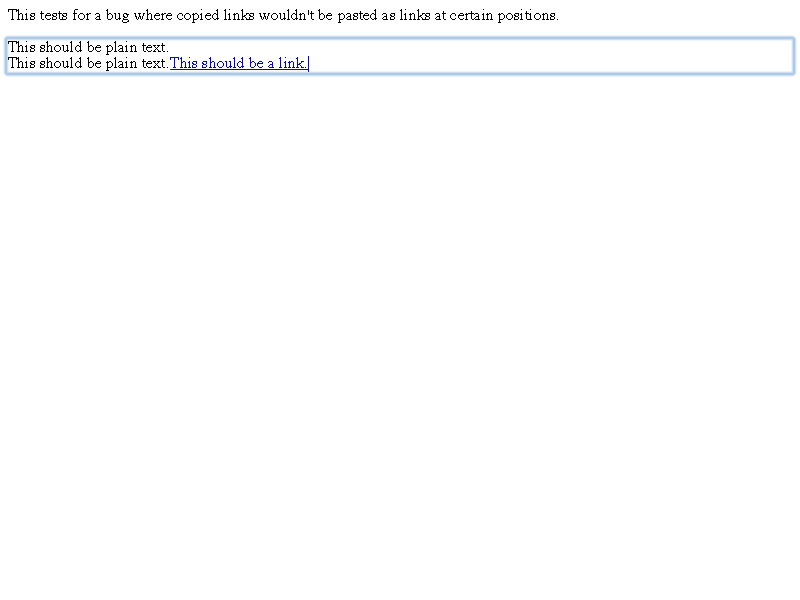 This tests for a bug where copied links wouldn't be pasted as links at certain positions.
This should be plain text.
This should be plain text.This should be a link.